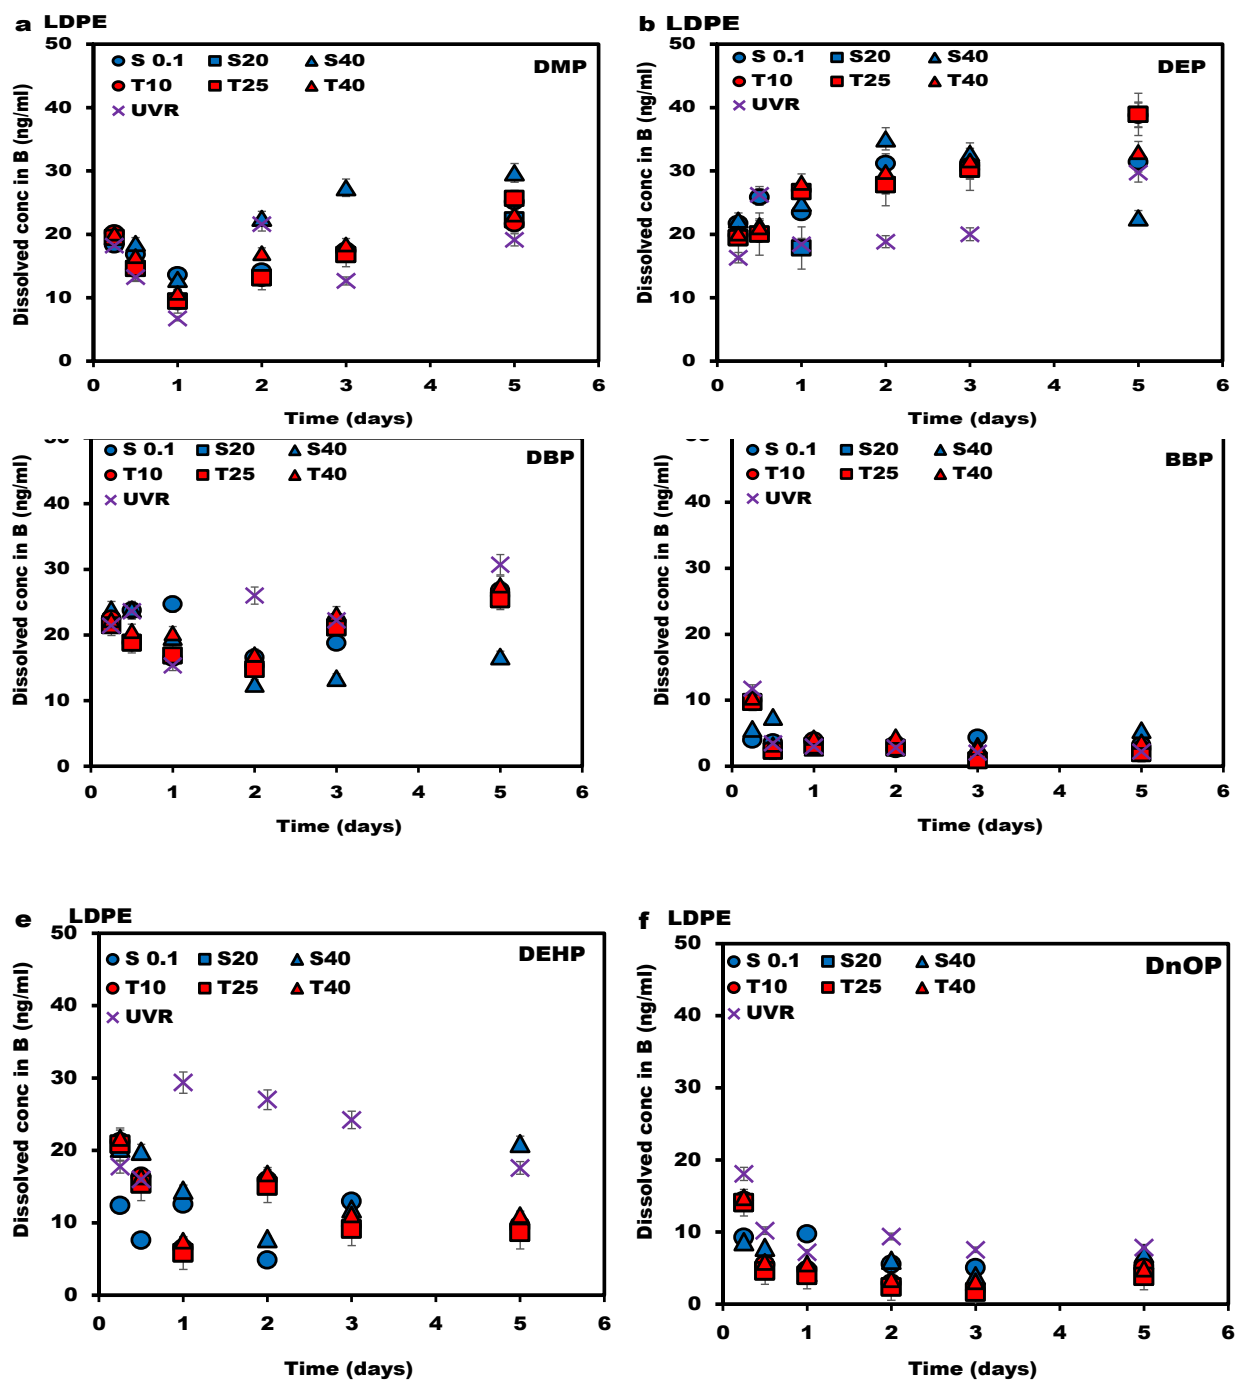 a LDPE
50
S 0.1 S20 S40
DMP
T10 T25 T40
UVR
40
30
20
10
0
Dissolved conc in B (ng/ml)
0 1 2 3 4 5 6
Time (days)
b LDPE
50
S 0.1 S20 S40
DEP
T10 T25 T40
UVR
40
30
20
10
0
Dissolved conc in B (ng/ml)
0 1 2 3 4 5 6
Time (days)
S 0.1 S20 S40
DBP
T10 T25 T40
UVR
40
30
20
10
0
Dissolved conc in B (ng/ml)
0 1 2 3 4 5 6
Time (days)
S 0.1 S20 S40
BBP
T10 T25 T40
UVR
40
30
20
10
0
Dissolved conc in B (ng/ml)
0 1 2 3 4 5 6
Time (days)
e LDPE
50
S 0.1 S20 S40
DEHP
T10 T25 T40
UVR
40
30
20
10
0
Dissolved conc in B (ng/ml)
0 1 2 3 4 5 6
Time (days)
f LDPE
50
S 0.1 S20 S40
DnOP
T10 T25 T40
UVR
40
30
20
10
0
Dissolved conc in B (ng/ml)
0 1 2 3 4 5 6
Time (days)